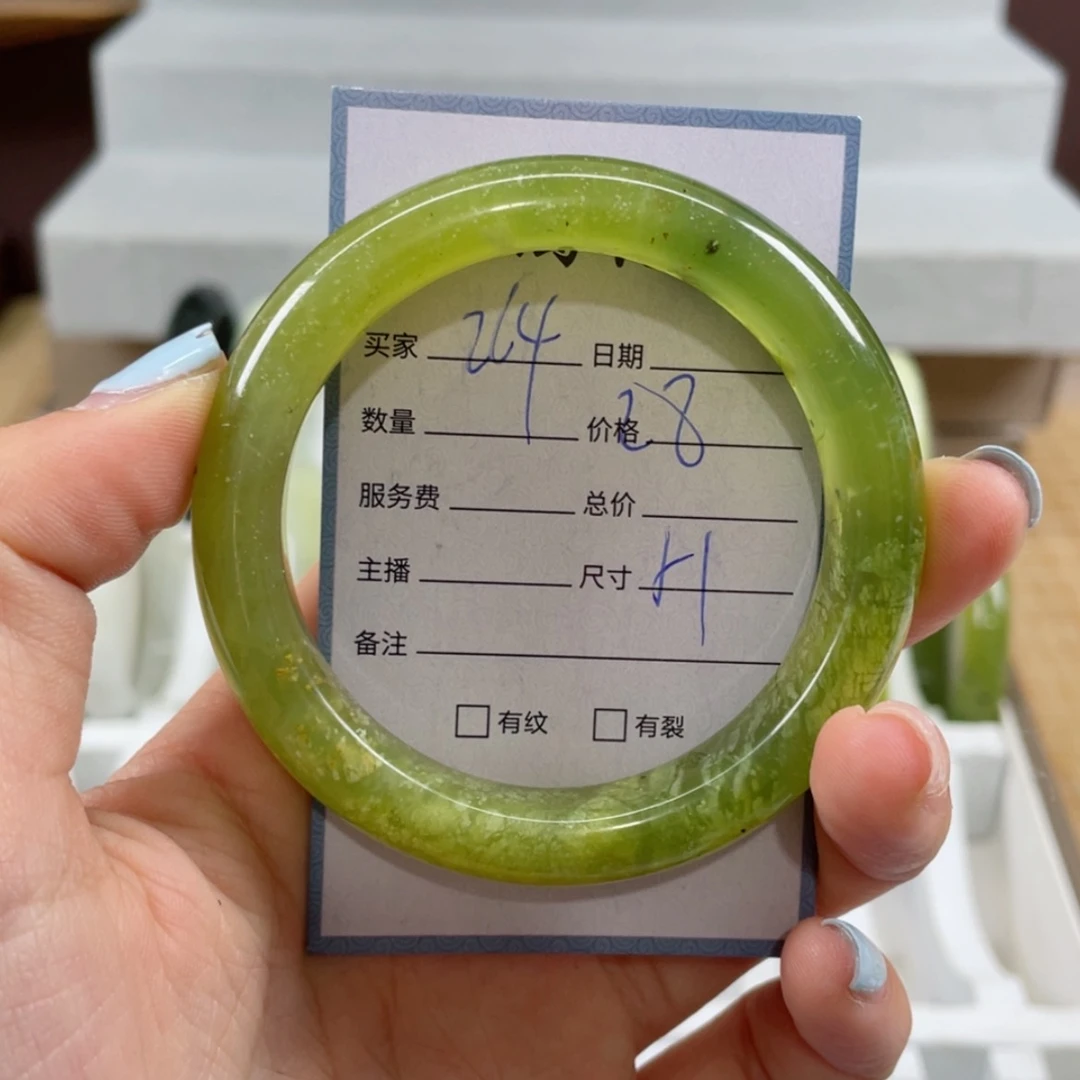 买家 264 日期
数量 价格 28
服务费 总价
主播 尺寸
备注
□有纹 □有裂